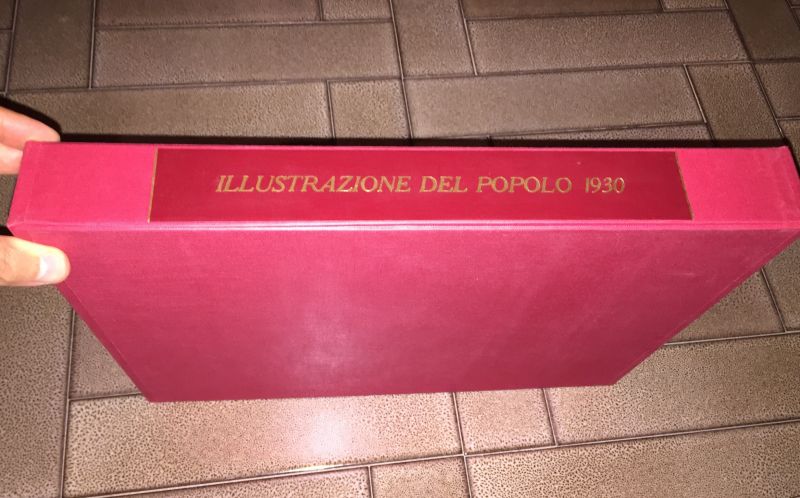 ILLUSTRAZIONE DEL POPOLO 1930